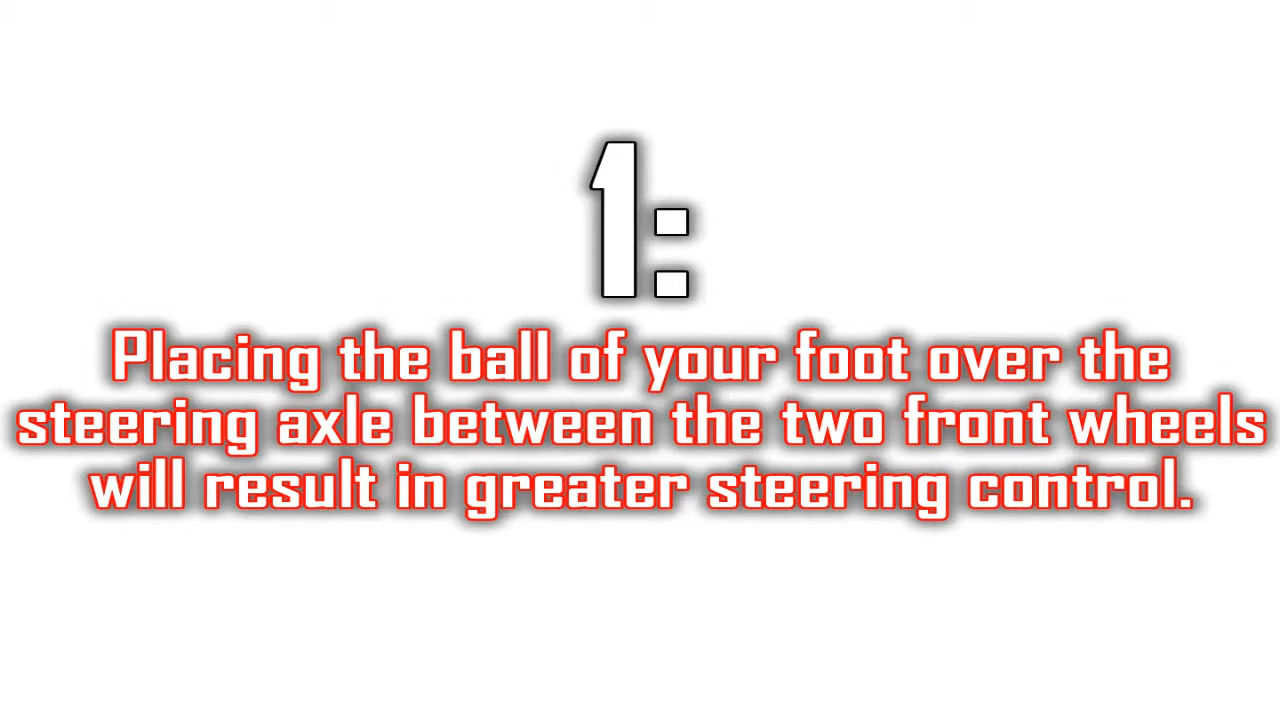 1:
Placing the ball of your foot over the
steering axle between the two front wheels
will result in greater steering control.